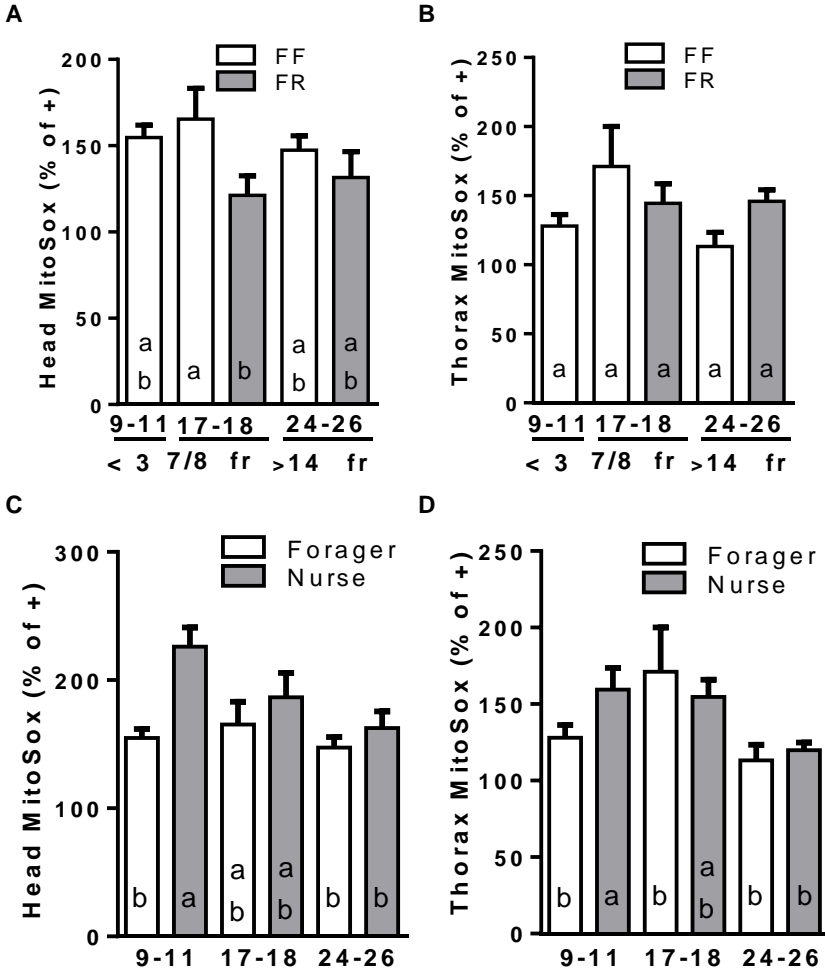 A
Head MitoSox (% of +)
200
150
100
50
0
FF
FR
a
b
a
b
a
b
a
b
9-11 17-18 24-26
< 3 7/8 fr >14 fr
B
Thorax MitoSox (% of +)
250
200
150
100
50
0
FF
FR
a a a a a
9-11 17-18 24-26
< 3 7/8 fr >14 fr
C
Head MitoSox (% of +)
300
200
100
0
Forager
Nurse
b
a
a
b
a
b
b
b
9-11 17-18 24-26
D
Thorax MitoSox (% of +)
250
200
150
100
50
0
Forager
Nurse
b
a
b
a
b
b
b
9-11 17-18 24-26